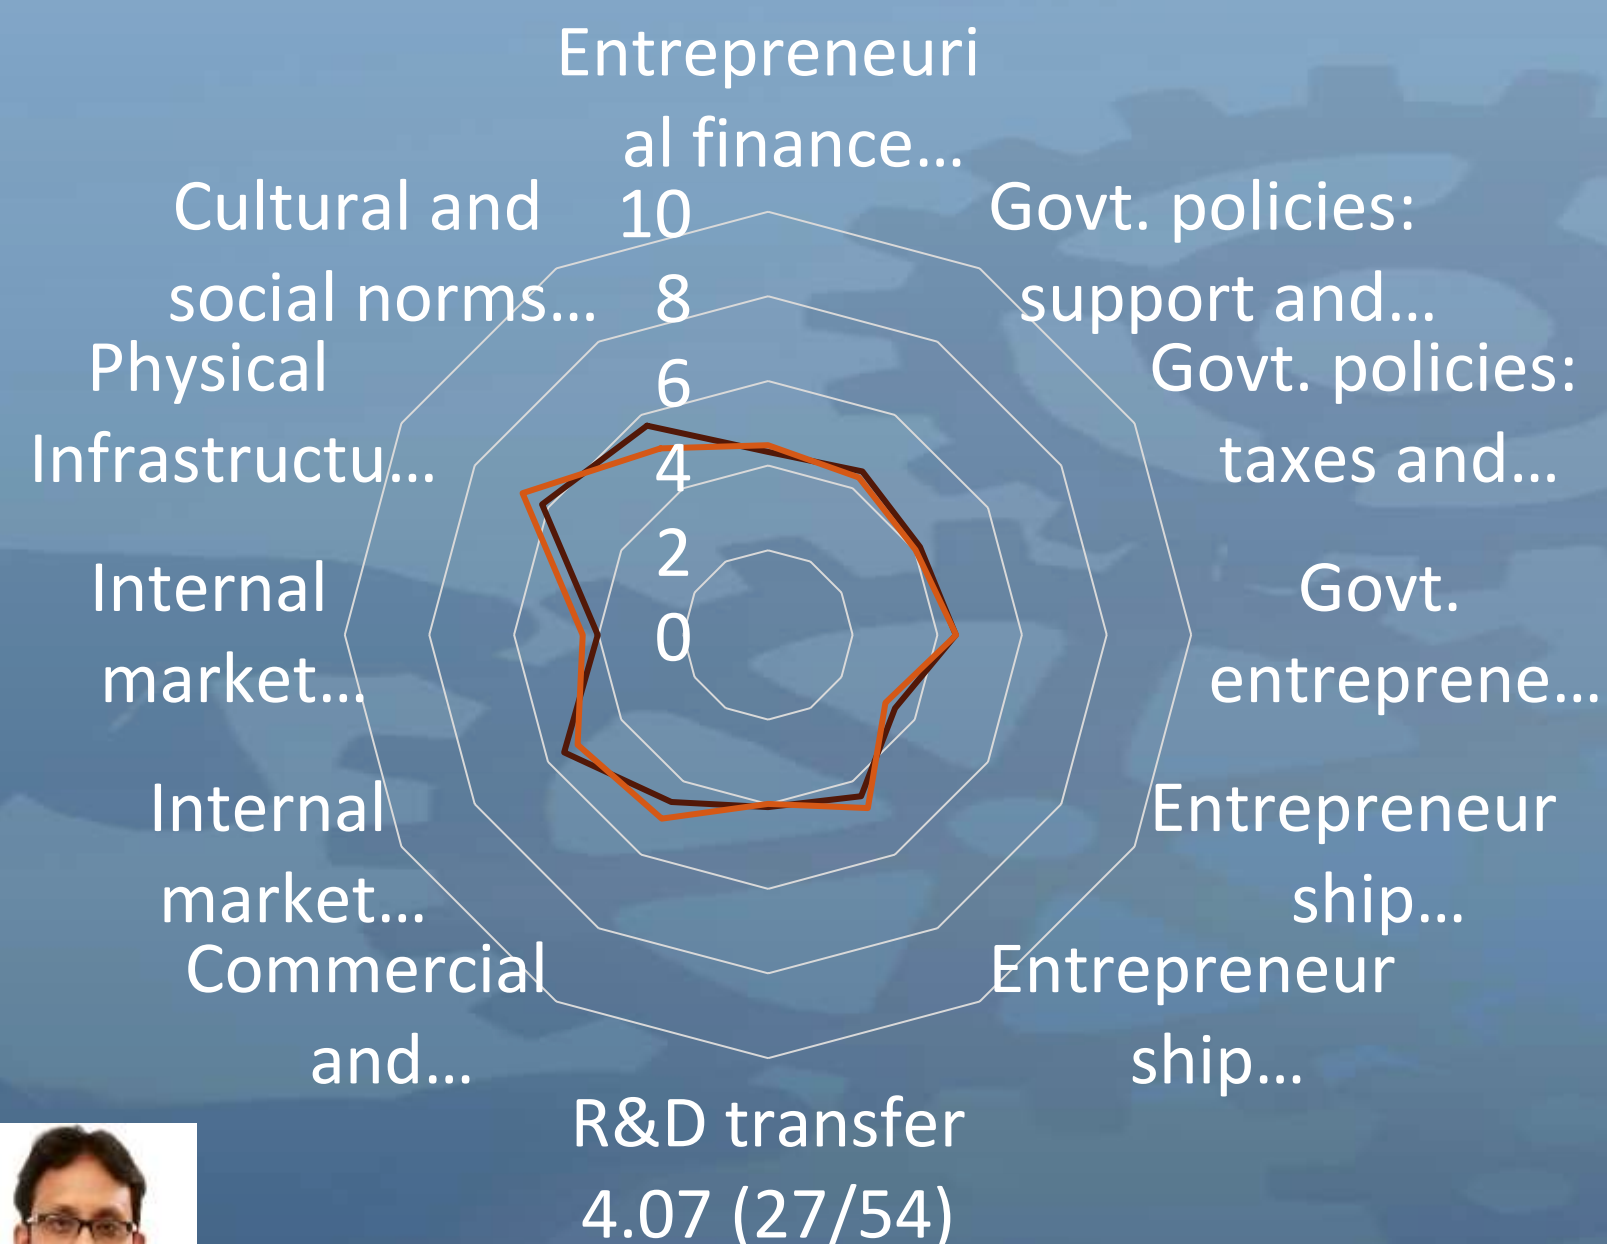 Entrepreneuri
al finance…
Cultural and
social norms…
10
8
6
4
2
0
Govt. policies:
support and…
Physical
Infrastructu…
Govt. policies:
taxes and…
Internal
market…
Govt.
entreprene…
Internal
market…
Entrepreneur
ship…
Commercial
and…
Entrepreneur
ship…
R&D transfer
4.07 (27/54)